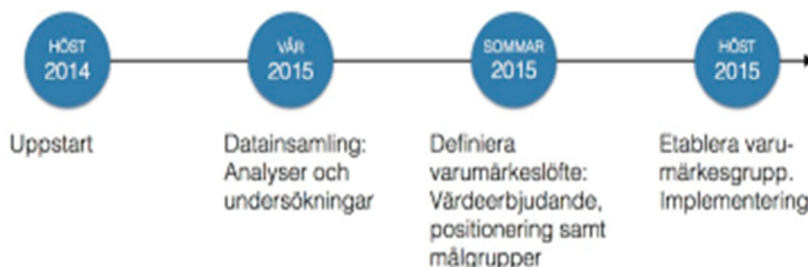 HÖST
2014
VÅR
2015
SOMMAR
2015
HÖST
2015
Uppstart
Datainsamling:
Analyser och
undersökningar
Definiera
varumärkeslöfte:
Värdeerbjudande,
positionering samt
målgrupper
Etablera varu-
märkesgrupp.
Implementering